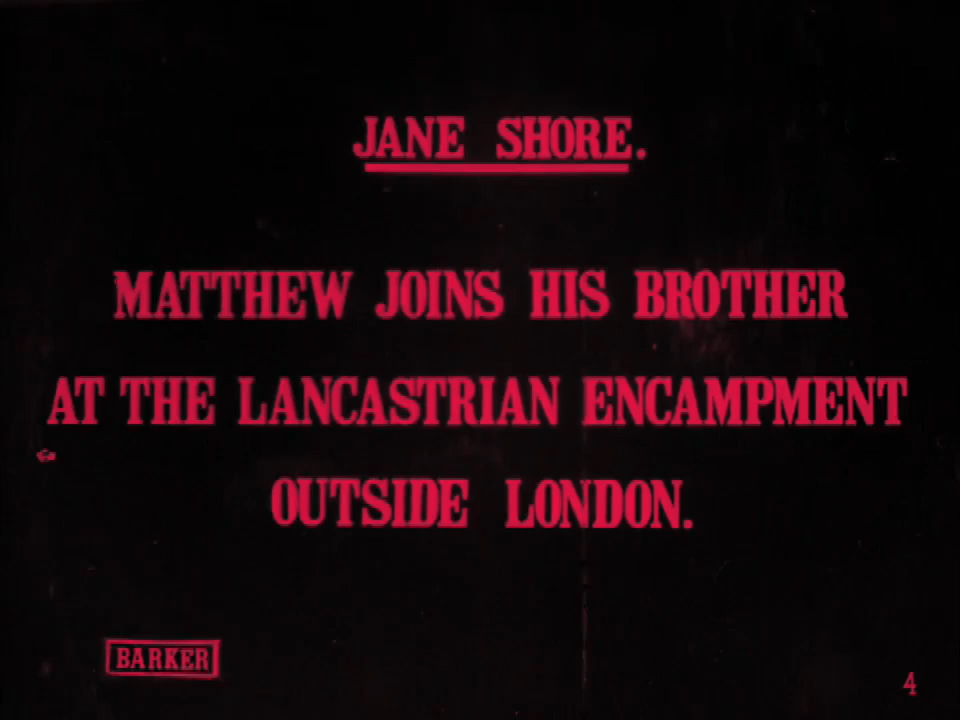 JANE SHORE.
MATTHEW JOINS HIS BROTHER
AT THE LANCASTRIAN ENCAMPMENT
OUTSIDE LONDON.
BARKER
4